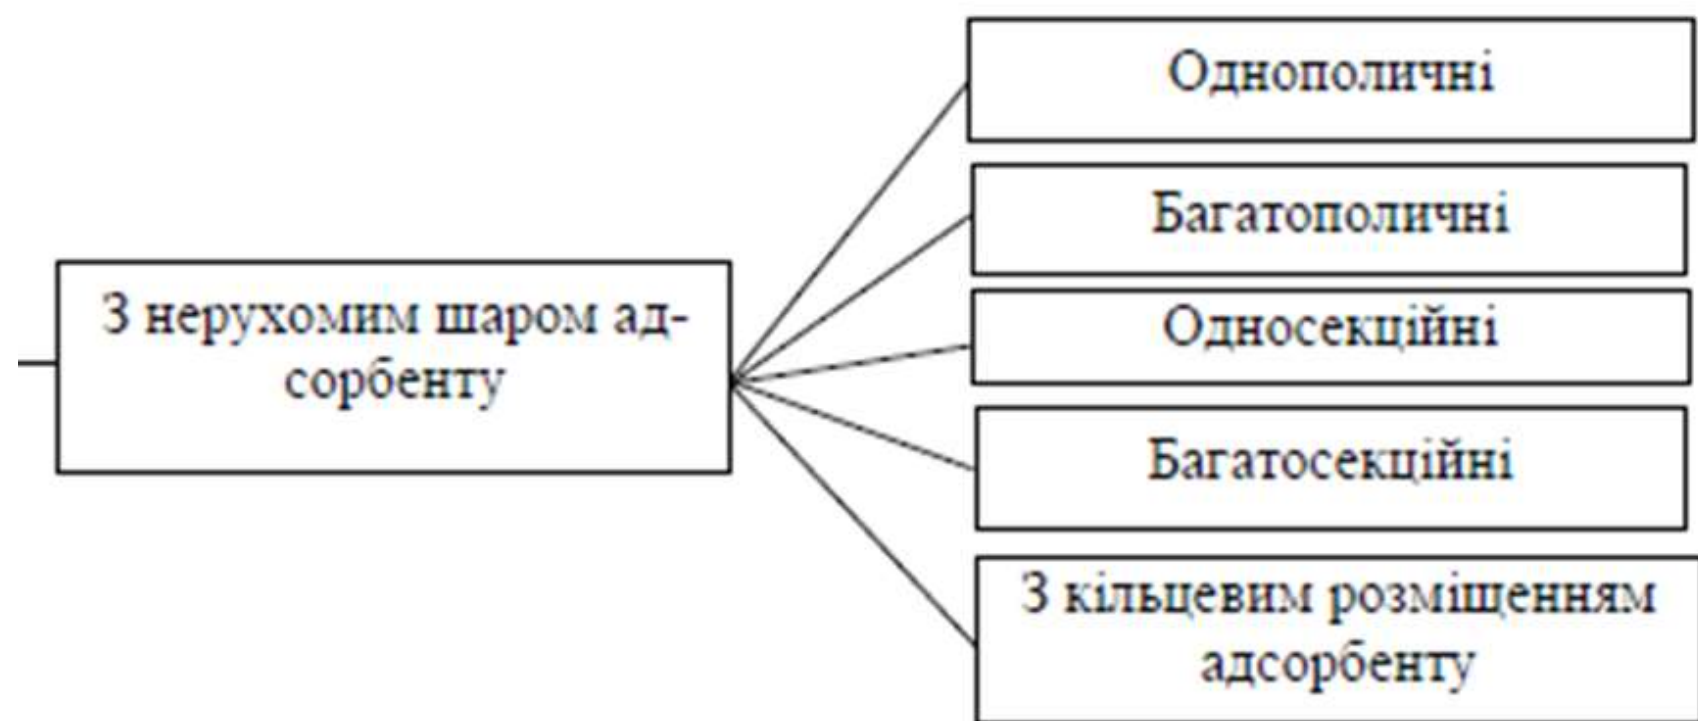 З нерухомим шаром ад-
сорбенту
Однополичні
Багатополичні
Односекційні
Багатосекційні
З кільцевим розміщенням
адсорбенту